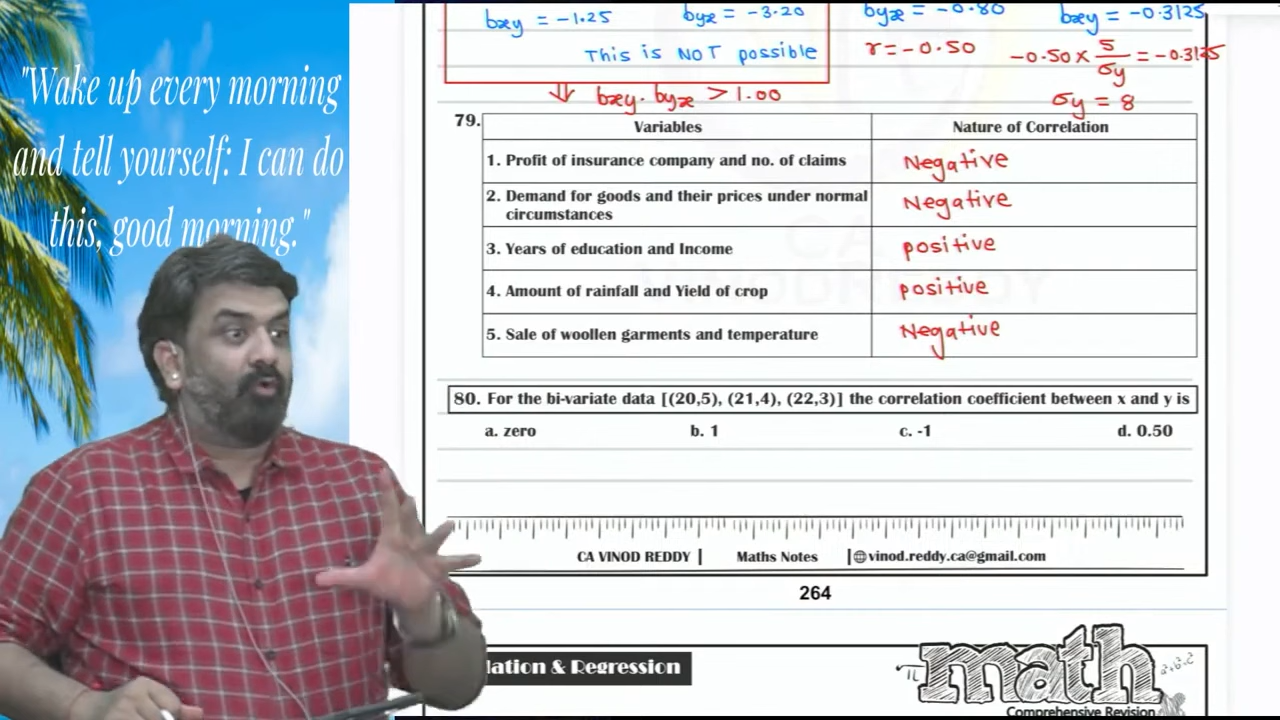 "Wake up every morning
and tell yourself: I can do
this, good morning."
bxy = -1.25 byx = -3.20 byx = -0.80 bxy = -0.3125
This is NOT possible r = -0.50 -0.50 × 5/σy = -0.3125
⇓ bxy. byx > 1.00 σy = 8
79. Variables Nature of Correlation
1. Profit of insurance company and no. of claims Negative
2. Demand for goods and their prices under normal
circumstances Negative
3. Years of education and Income positive
4. Amount of rainfall and Yield of crop positive
5. Sale of woollen garments and temperature Negative
80. For the bi-variate data [(20,5), (21,4), (22,3)] the correlation coefficient between x and y is
a. zero b. 1 c. -1 d. 0.50
CA VINOD REDDY | Maths Notes | vinod.reddy.ca@gmail.com
264
lation & Regression
π math
Comprehensive Revision